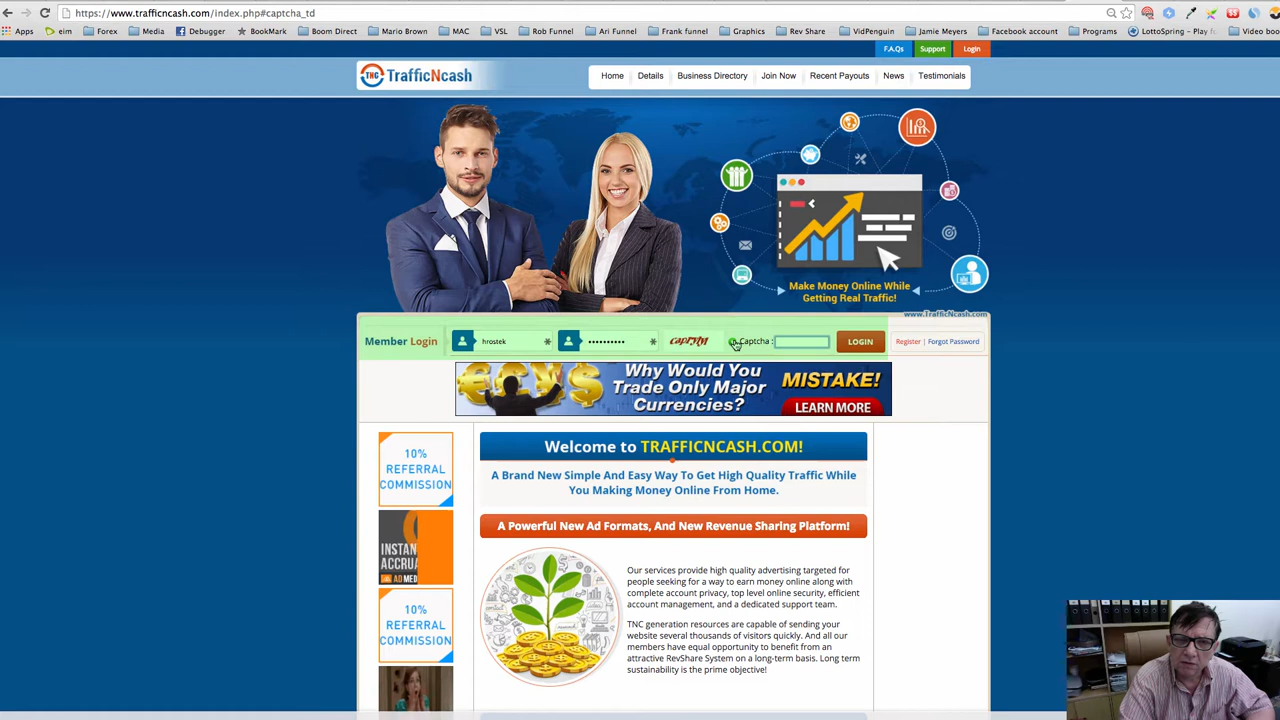 https://www.trafficncash.com/index.php#captcha_td
Apps eim Forex Media Debugger BookMark Boom Direct Mario Brown MAC VSL Rob Funnel Ari Funnel Frank funnel Graphics Rev Share VidPenguin Jamie Meyers Facebook account Programs LottoSpring - Play Video boo
F.A.Qs Support Login
TNC TrafficNcash
Home Details Business Directory Join Now Recent Payouts News Testimonials
Make Money Online While
Getting Real Traffic!
www.TrafficNcash.com
Member Login hrostek * •••••••••• * Captcha : LOGIN Register | Forgot Password
Why Would You
Trade Only Major
Currencies?
MISTAKE!
LEARN MORE
10%
REFERRAL
COMMISSION
INSTAN
ACCRUA
AD MED
10%
REFERRAL
COMMISSION
Welcome to TRAFFICNCASH.COM!
A Brand New Simple And Easy Way To Get High Quality Traffic While
You Making Money Online From Home.
A Powerful New Ad Formats, And New Revenue Sharing Platform!
Our services provide high quality advertising targeted for
people seeking for a way to earn money online along with
complete account privacy, top level online security, efficient
account management, and a dedicated support team.
TNC generation resources are capable of sending your
website several thousands of visitors quickly. And all our
members have equal opportunity to benefit from an
attractive RevShare System on a long-term basis. Long term
sustainability is the prime objective!